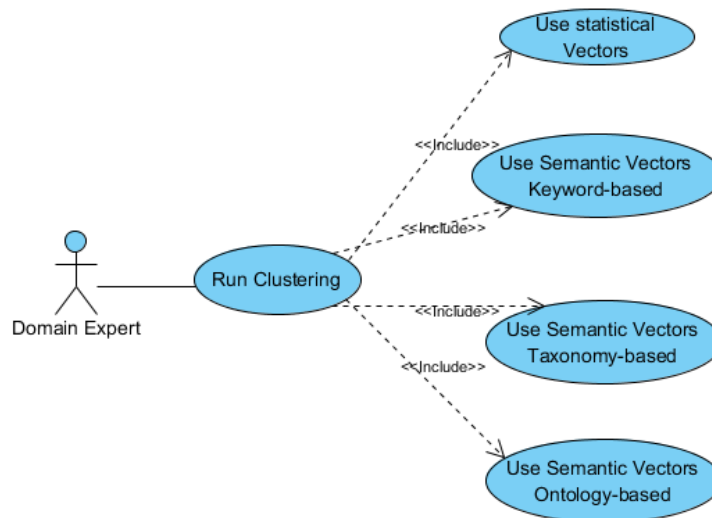 Use statistical
Vectors
<<Include>>
Use Semantic Vectors
Keyword-based
<<Include>>
Run Clustering
Domain Expert
<<Include>>
Use Semantic Vectors
Taxonomy-based
<<Include>>
Use Semantic Vectors
Ontology-based